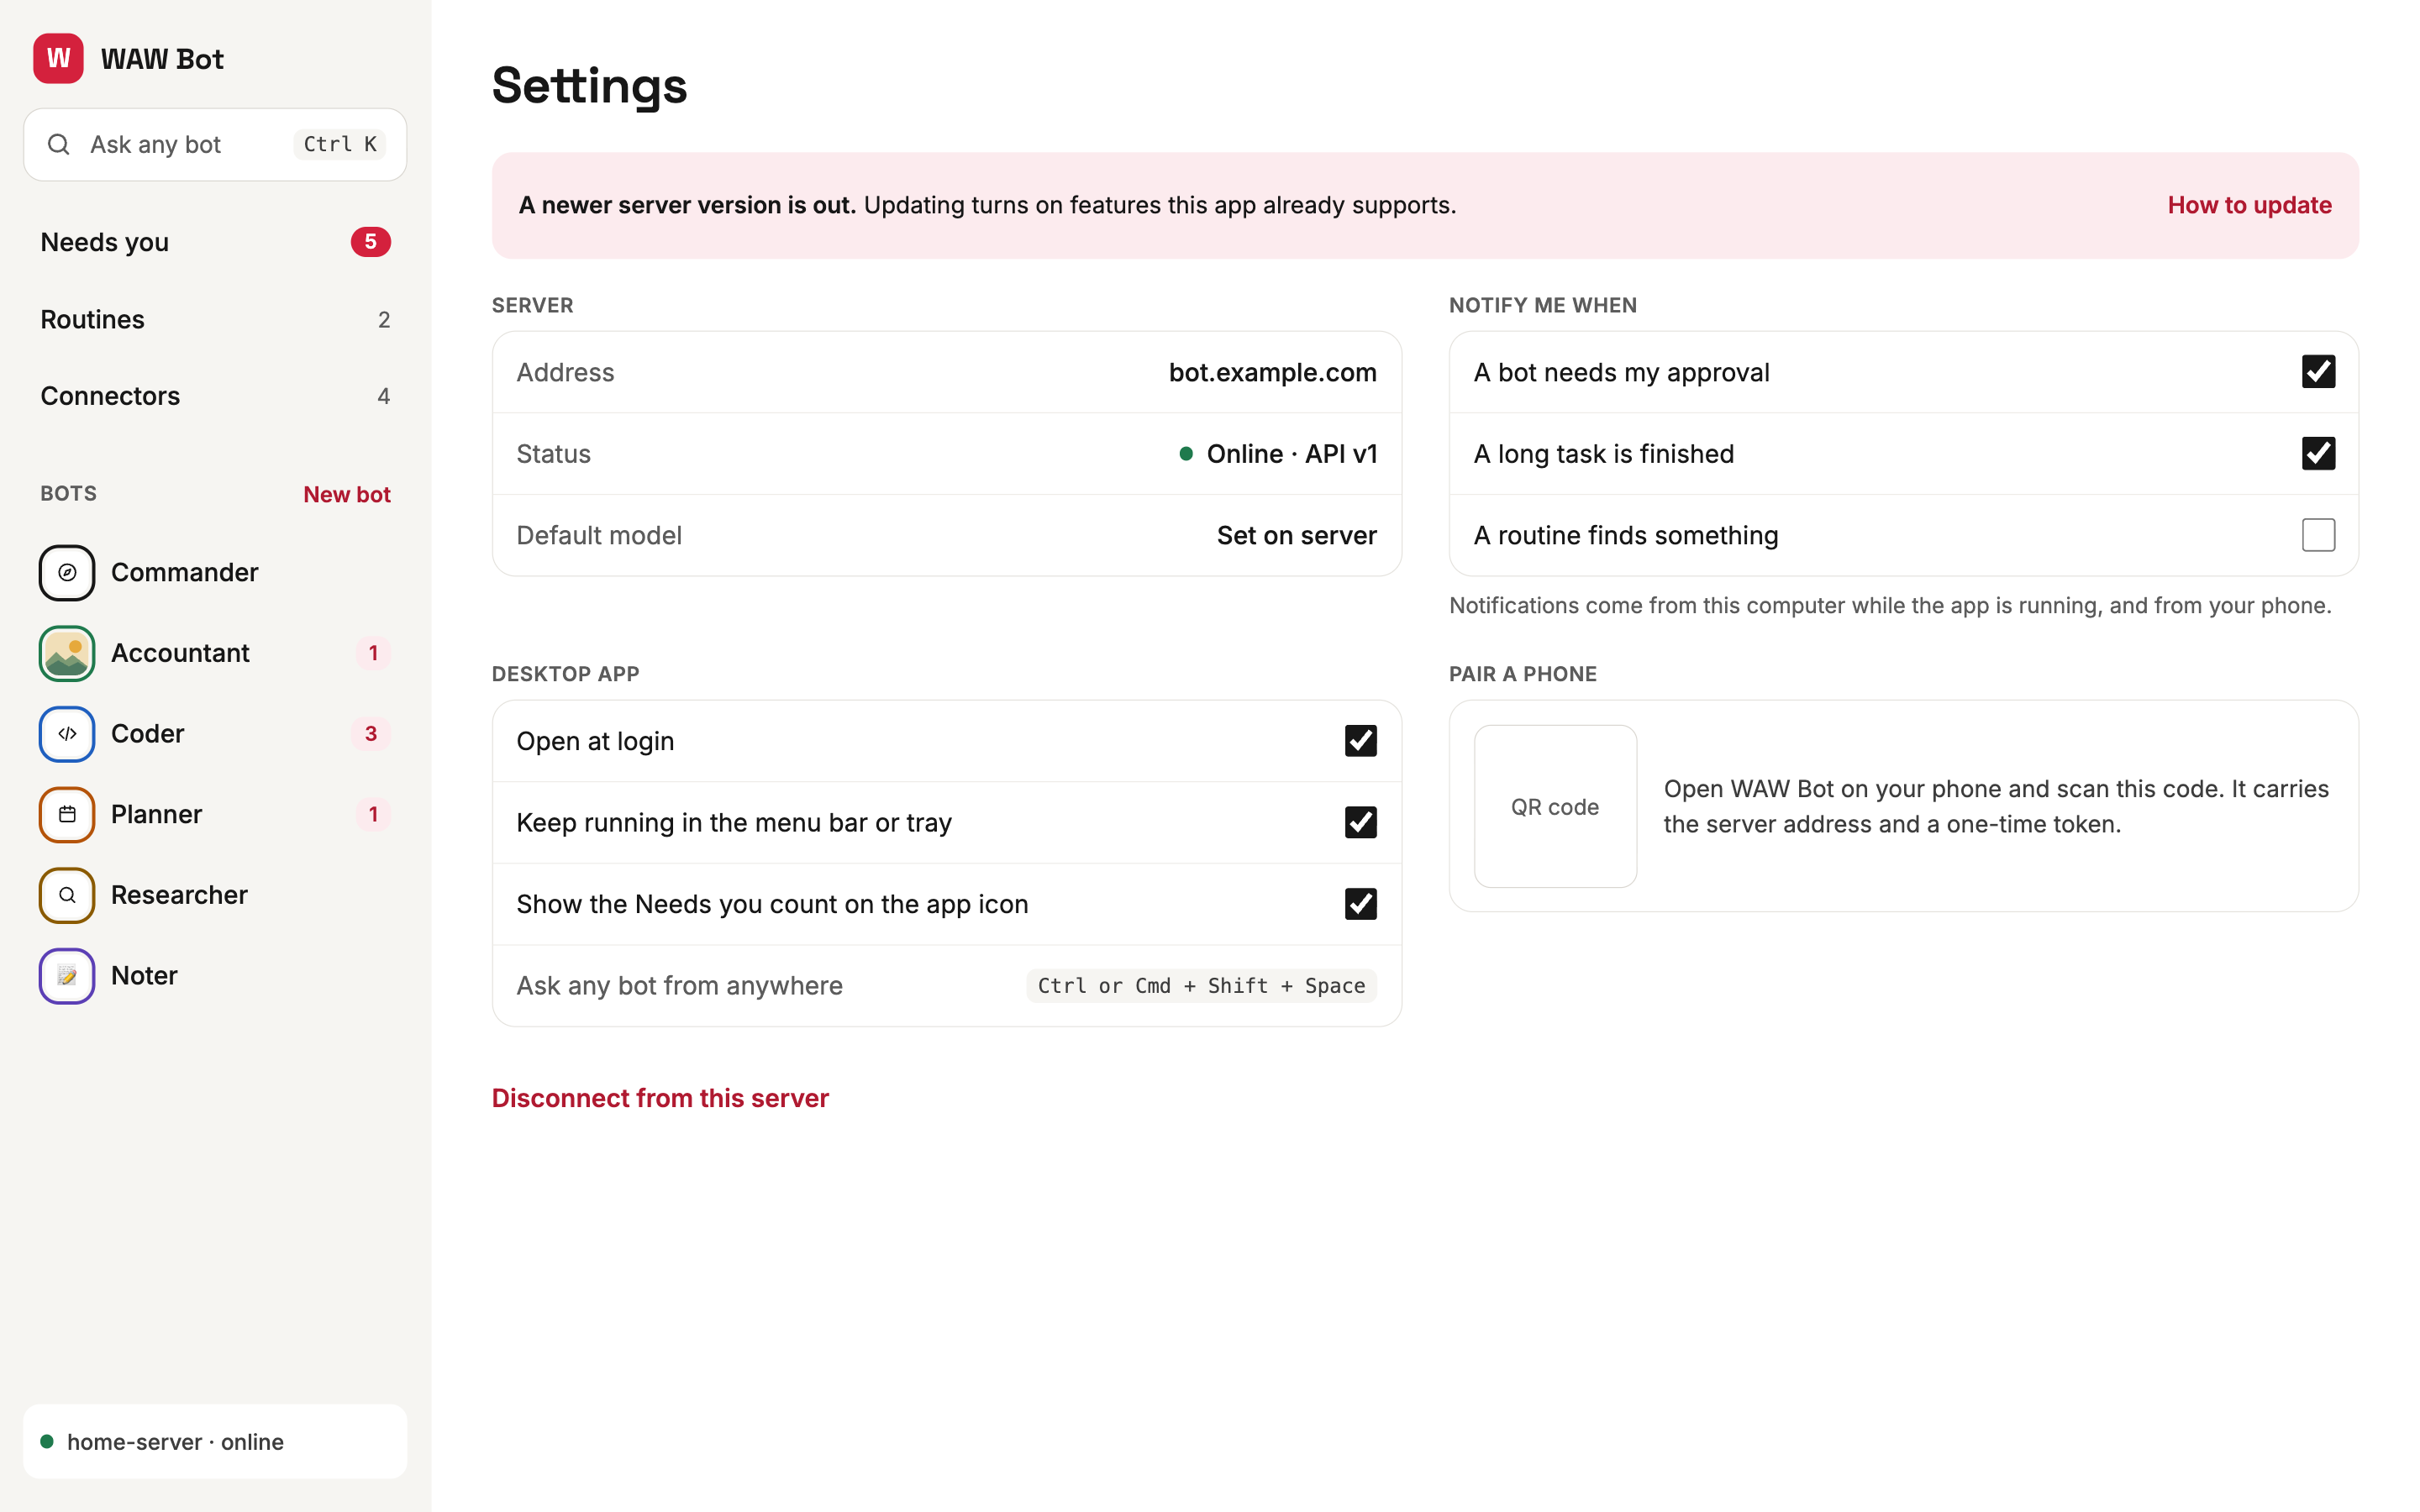 W WAW Bot
Ask any bot Ctrl K
Needs you 5
Routines 2
Connectors 4
BOTS New bot
Commander
Accountant 1
Coder 3
Planner 1
Researcher
Noter
home-server · online
Settings
A newer server version is out. Updating turns on features this app already supports. How to update
SERVER
Address bot.example.com
Status Online · API v1
Default model Set on server
NOTIFY ME WHEN
A bot needs my approval
A long task is finished
A routine finds something
Notifications come from this computer while the app is running, and from your phone.
DESKTOP APP
Open at login
Keep running in the menu bar or tray
Show the Needs you count on the app icon
Ask any bot from anywhere Ctrl or Cmd + Shift + Space
PAIR A PHONE
QR code
Open WAW Bot on your phone and scan this code. It carries
the server address and a one-time token.
Disconnect from this server